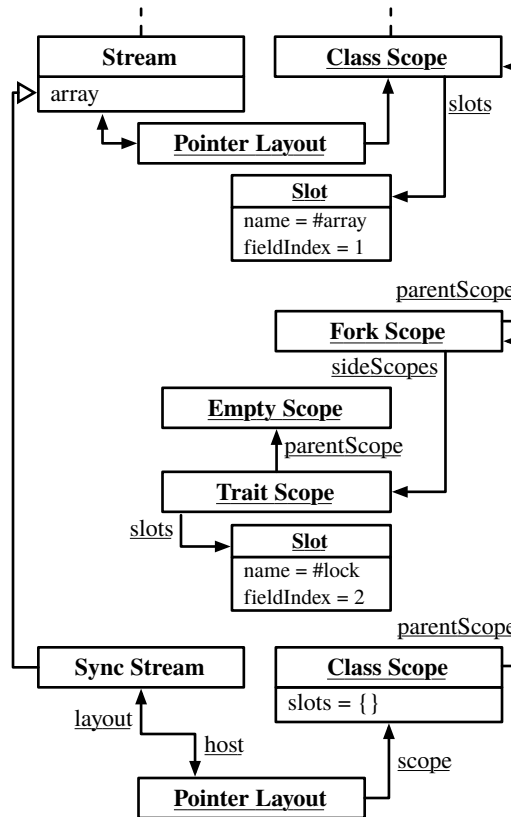 Stream
Class Scope
array
slots
Pointer Layout
Slot
name = #array
fieldIndex = 1
parentScope
Fork Scope
sideScopes
Empty Scope
parentScope
Trait Scope
slots
Slot
name = #lock
fieldIndex = 2
parentScope
Sync Stream
Class Scope
slots = {}
layout
host
scope
Pointer Layout